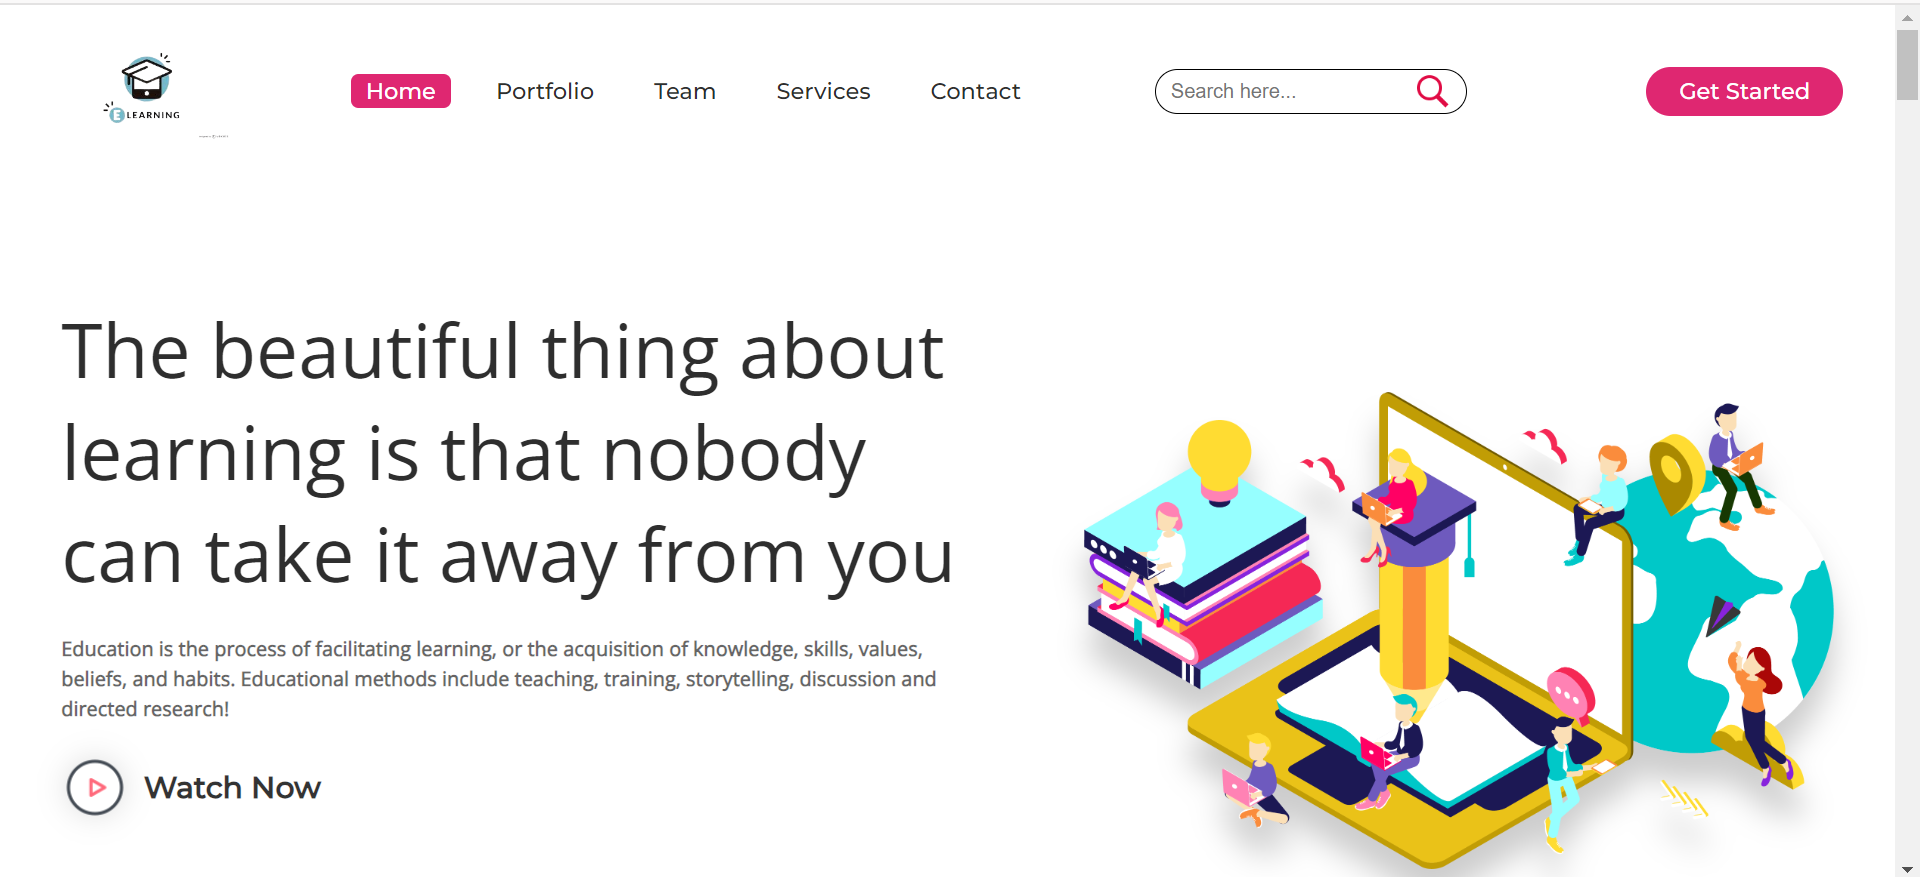 E LEARNING
Home Portfolio Team Services Contact
Search here...
Get Started
The beautiful thing about
learning is that nobody
can take it away from you
Education is the process of facilitating learning, or the acquisition of knowledge, skills, values,
beliefs, and habits. Educational methods include teaching, training, storytelling, discussion and
directed research!
Watch Now